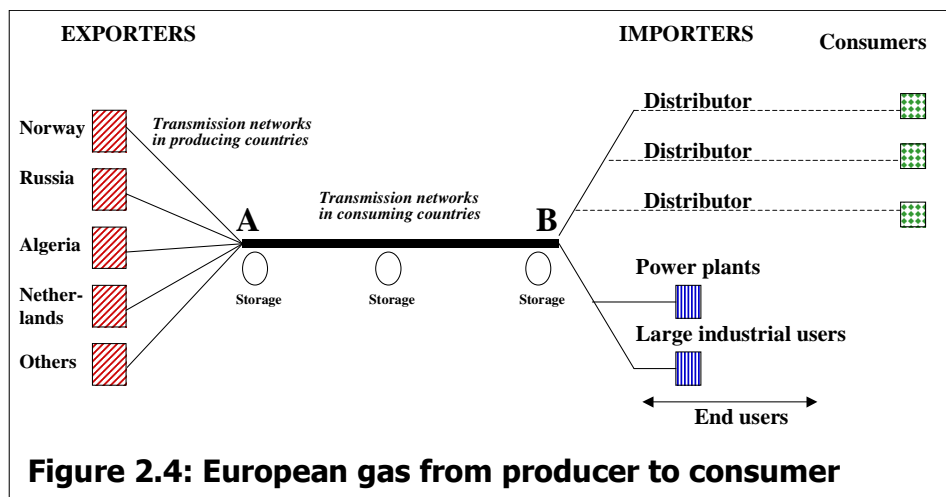 EXPORTERS
IMPORTERS
Consumers
Norway
Russia
Algeria
Nether-
lands
Others
Transmission networks
in producing countries
Transmission networks
in consuming countries
A
B
Storage
Storage
Storage
Distributor
Distributor
Distributor
Power plants
Large industrial users
End users
Figure 2.4: European gas from producer to consumer